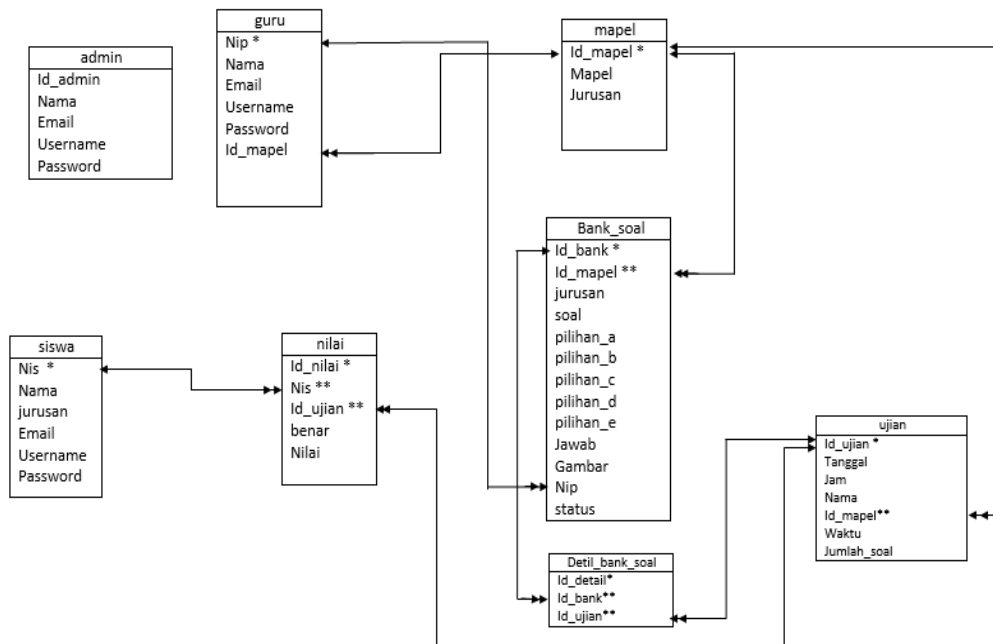 admin
Id_admin
Nama
Email
Username
Password
guru
Nip *
Nama
Email
Username
Password
Id_mapel
mapel
Id_mapel *
Mapel
Jurusan
Bank_soal
Id_bank *
Id_mapel **
jurusan
soal
pilihan_a
pilihan_b
pilihan_c
pilihan_d
pilihan_e
Jawab
Gambar
Nip
status
siswa
Nis *
Nama
jurusan
Email
Username
Password
nilai
Id_nilai *
Nis **
Id_ujian **
benar
Nilai
ujian
Id_ujian *
Tanggal
Jam
Nama
Id_mapel**
Waktu
Jumlah_soal
Detil_bank_soal
Id_detail*
Id_bank**
Id_ujian**